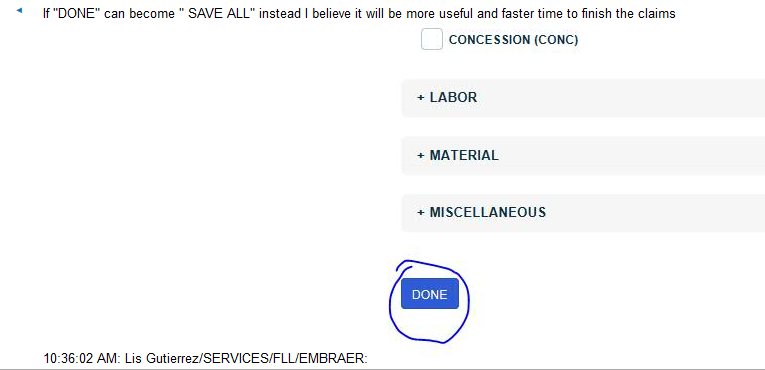 If "DONE" can become " SAVE ALL" instead I believe it will be more useful and faster time to finish the claims
CONCESSION (CONC)
+ LABOR
+ MATERIAL
+ MISCELLANEOUS
DONE
10:36:02 AM: Lis Gutierrez/SERVICES/FLL/EMBRAER: